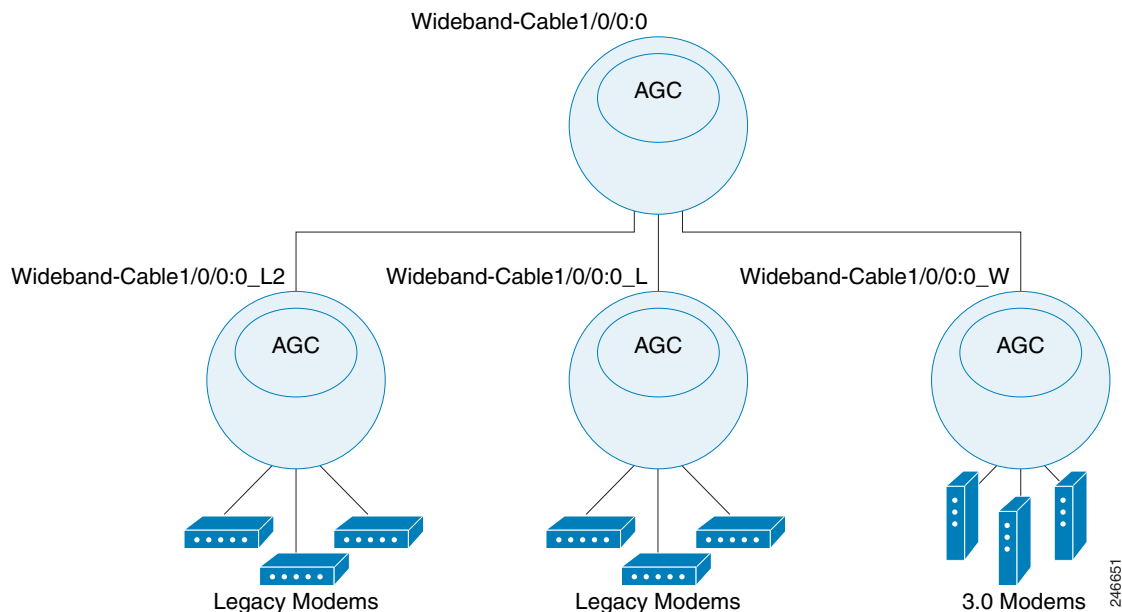 Wideband-Cable1/0/0:0
AGC
Wideband-Cable1/0/0:0_L2
Wideband-Cable1/0/0:0_L
Wideband-Cable1/0/0:0_W
AGC
AGC
AGC
Legacy Modems
Legacy Modems
3.0 Modems
246651